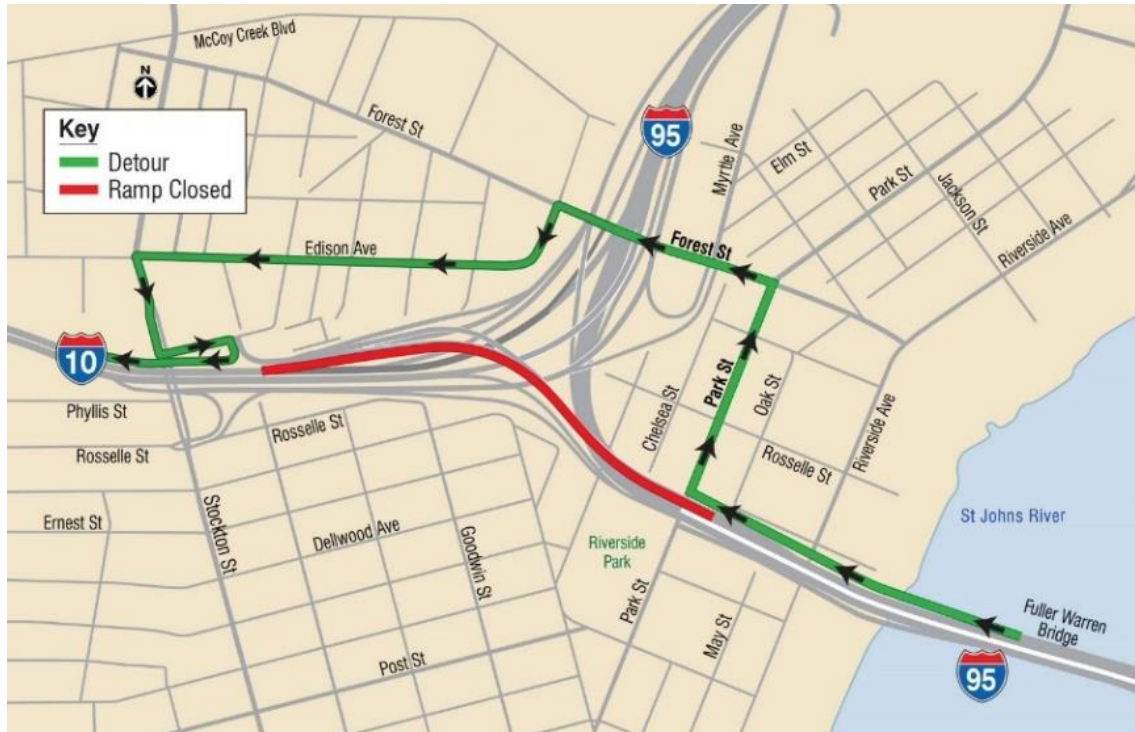 McCoy Creek Blvd
N
Key
Detour
Ramp Closed
Forest St
95
Myrtle Ave
Elm St
Park St
Jackson St
Riverside Ave
Edison Ave
Forest St
10
Park St
Oak St
Chelsea St
Riverside Ave
Rosselle St
Phyllis St
Rosselle St
Rosselle St
Ernest St
Stockton St
Dellwood Ave
Goodwin St
Riverside
Park
St Johns River
Park St
May St
Post St
Fuller Warren
Bridge
95